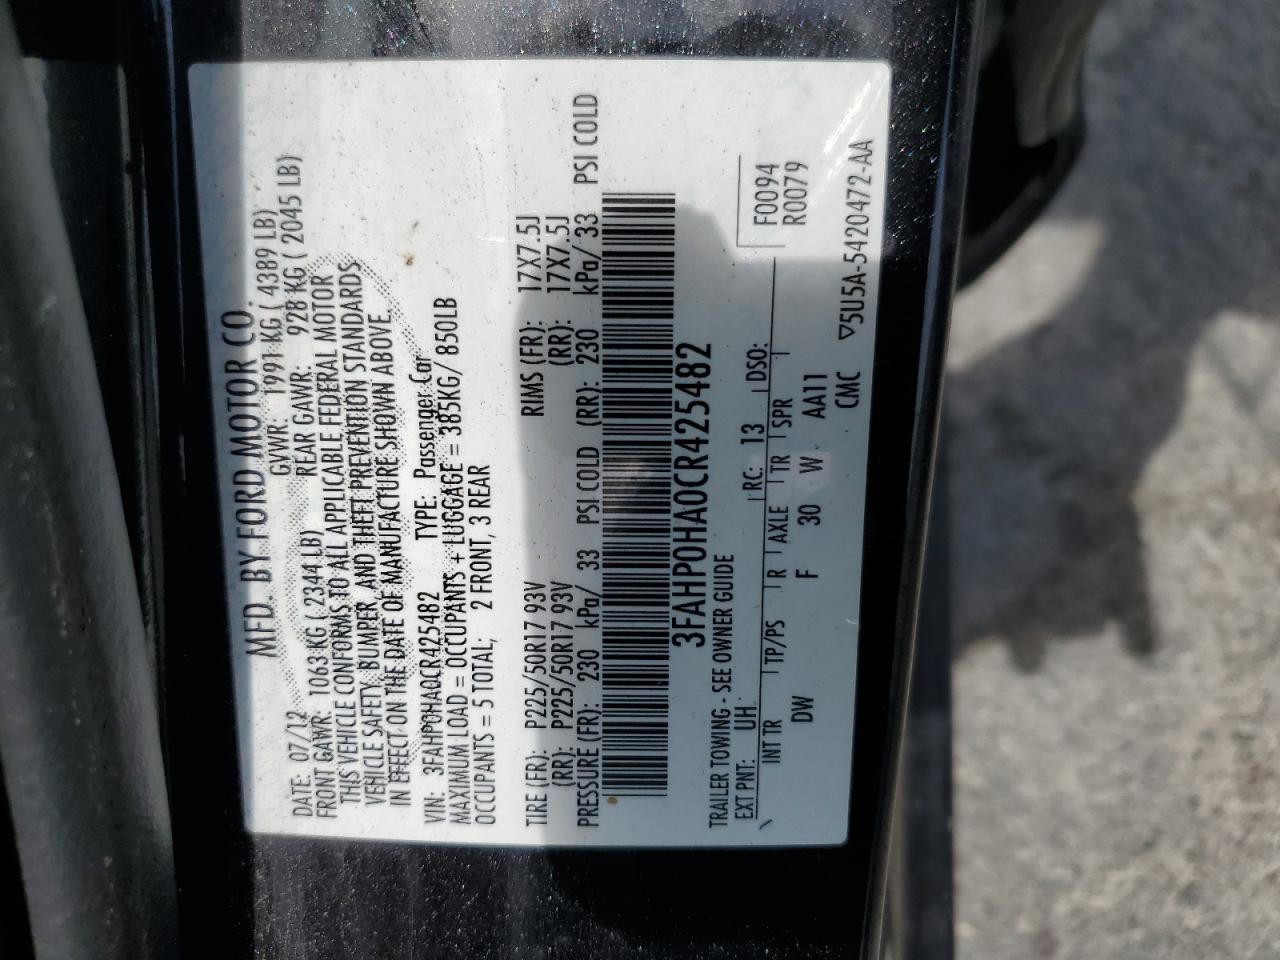 MFD. BY FORD MOTOR CO.
DATE: 07/12 GVWR: 1991 KG ( 4389 LB)
FRONT GAWR: 1063 KG ( 2344 LB) REAR GAWR: 928 KG ( 2045 LB)
THIS VEHICLE CONFORMS TO ALL APPLICABLE FEDERAL MOTOR
VEHICLE SAFETY, BUMPER, AND THEFT PREVENTION STANDARDS
IN EFFECT ON THE DATE OF MANUFACTURE SHOWN ABOVE.
VIN: 3FAHP0HA0CR425482 TYPE: Passenger Car
MAXIMUM LOAD = OCCUPANTS + LUGGAGE = 385KG/ 850LB
OCCUPANTS = 5 TOTAL; 2 FRONT, 3 REAR
TIRE (FR): P225/50R17 93V RIMS (FR): 17X7.5J
(RR): P225/50R17 93V (RR): 17X7.5J
PRESSURE (FR): 230 kPa/ 33 PSI COLD (RR): 230 kPa/ 33 PSI COLD
3FAHP0HA0CR425482
TRAILER TOWING - SEE OWNER GUIDE
EXT PNT: UH RC: 13 DSO: F0094
R0079
INT TR TP/PS R AXLE TR SPR
DW F 30 W AA11
CMC ▽5U5A-5420472-AA